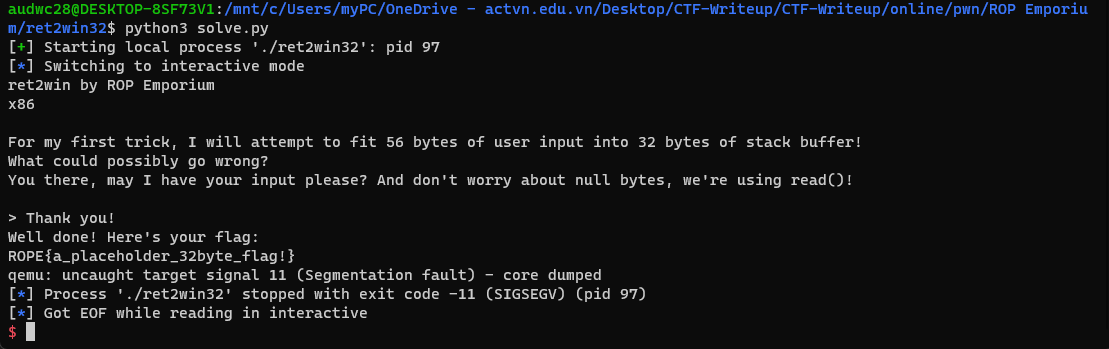 audwc28@DESKTOP-8SF73V1:/mnt/c/Users/myPC/OneDrive - actvn.edu.vn/Desktop/CTF-Writeup/CTF-Writeup/online/pwn/ROP Emporiu
m/ret2win32$ python3 solve.py
[+] Starting local process './ret2win32': pid 97
[*] Switching to interactive mode
ret2win by ROP Emporium
x86
For my first trick, I will attempt to fit 56 bytes of user input into 32 bytes of stack buffer!
What could possibly go wrong?
You there, may I have your input please? And don't worry about null bytes, we're using read()!
> Thank you!
Well done! Here's your flag:
ROPE{a_placeholder_32byte_flag!}
qemu: uncaught target signal 11 (Segmentation fault) - core dumped
[*] Process './ret2win32' stopped with exit code -11 (SIGSEGV) (pid 97)
[*] Got EOF while reading in interactive
$